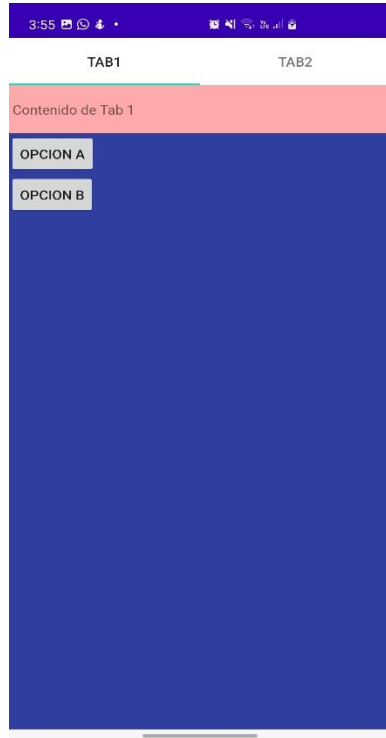 3:55
TAB1 TAB2
Contenido de Tab 1
OPCION A
OPCION B